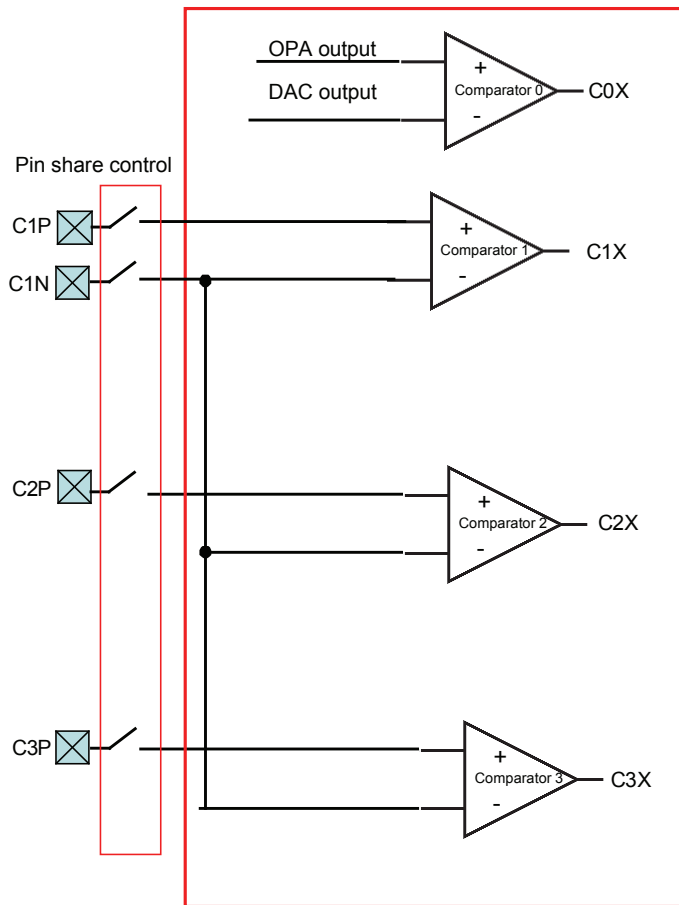 OPA output
+
Comparator 0
C0X
DAC output
-
Pin share control
C1P
+
Comparator 1
C1X
C1N
-
C2P
+
Comparator 2
C2X
-
C3P
+
Comparator 3
C3X
-